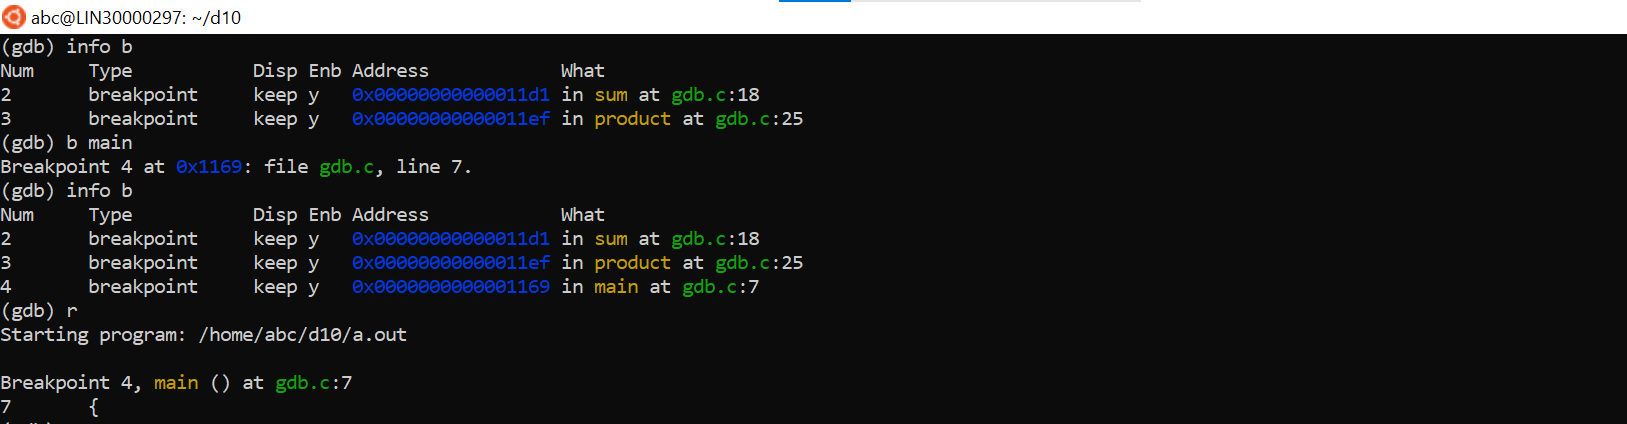 abc@LIN30000297: ~/d10
(gdb) info b
Num     Type           Disp Enb Address            What
2       breakpoint     keep y   0x00000000000011d1 in sum at gdb.c:18
3       breakpoint     keep y   0x00000000000011ef in product at gdb.c:25
(gdb) b main
Breakpoint 4 at 0x1169: file gdb.c, line 7.
(gdb) info b
Num     Type           Disp Enb Address            What
2       breakpoint     keep y   0x00000000000011d1 in sum at gdb.c:18
3       breakpoint     keep y   0x00000000000011ef in product at gdb.c:25
4       breakpoint     keep y   0x0000000000001169 in main at gdb.c:7
(gdb) r
Starting program: /home/abc/d10/a.out
Breakpoint 4, main () at gdb.c:7
7       {